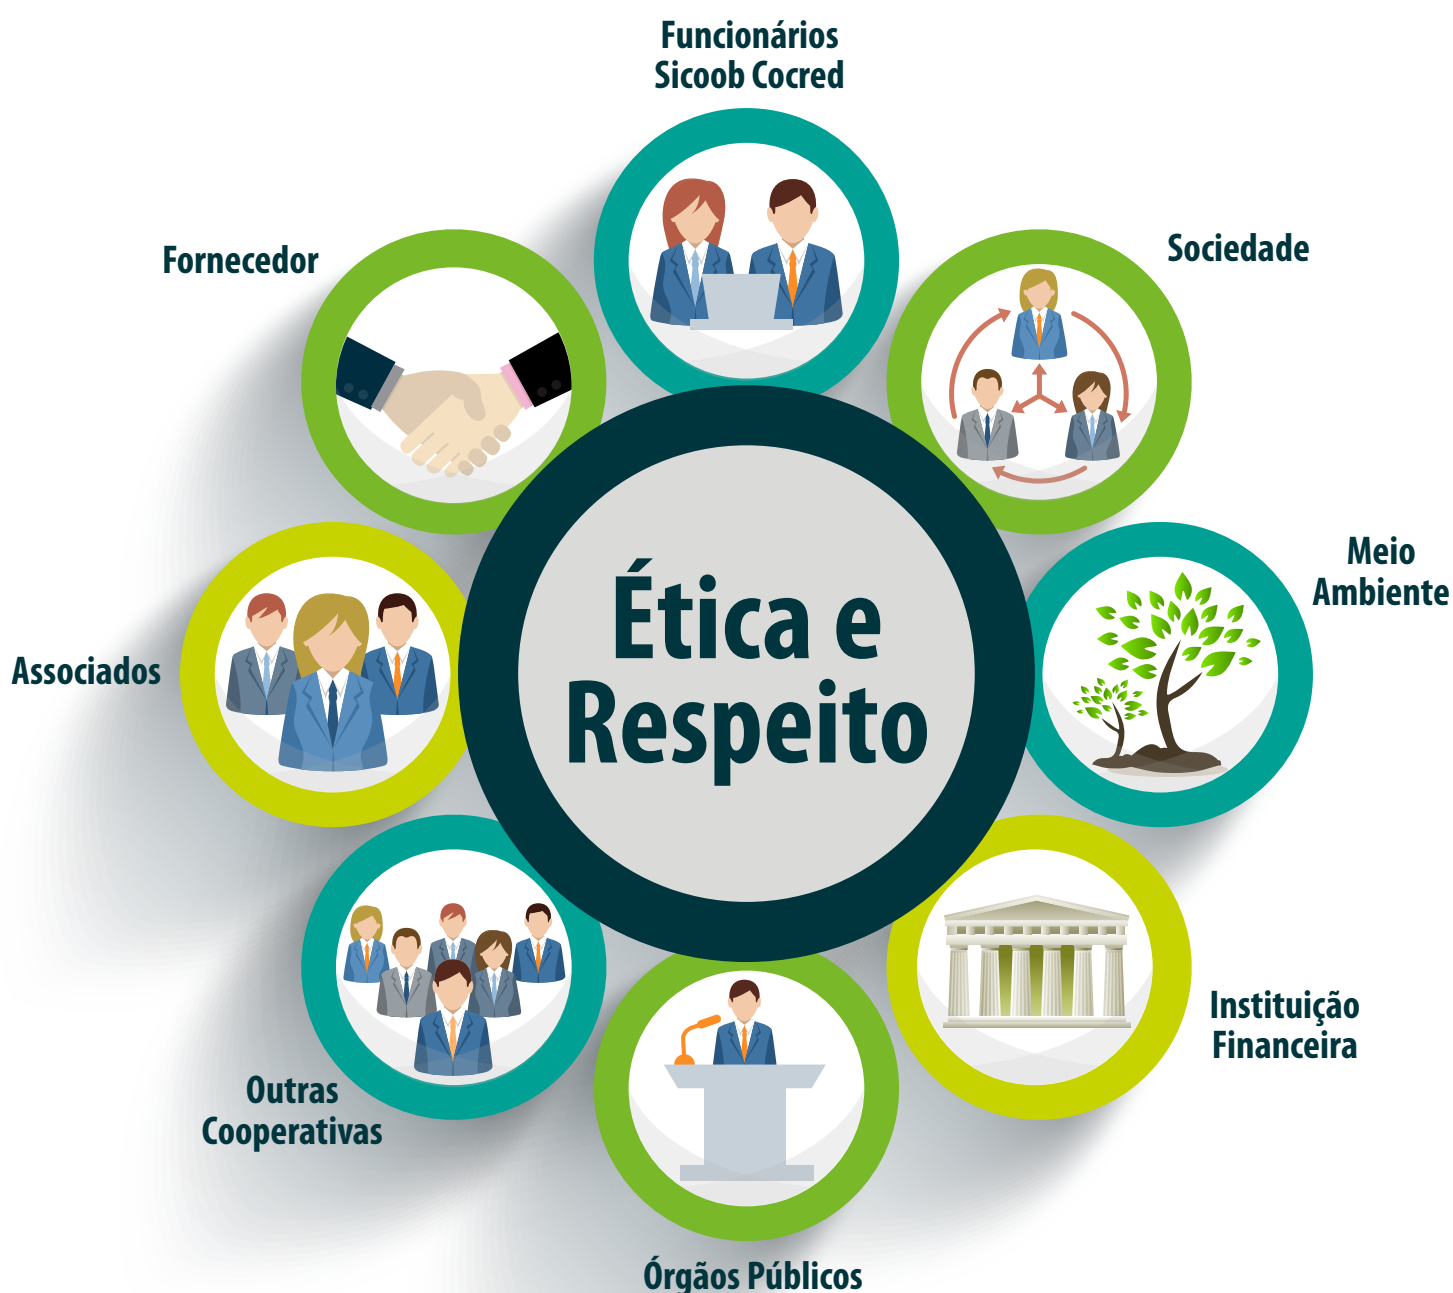 Funcionários
Sicoob Cocred
Sociedade
Fornecedor
Meio
Ambiente
Ética e
Respeito
Associados
Instituição
Financeira
Outras
Cooperativas
Órgãos Públicos